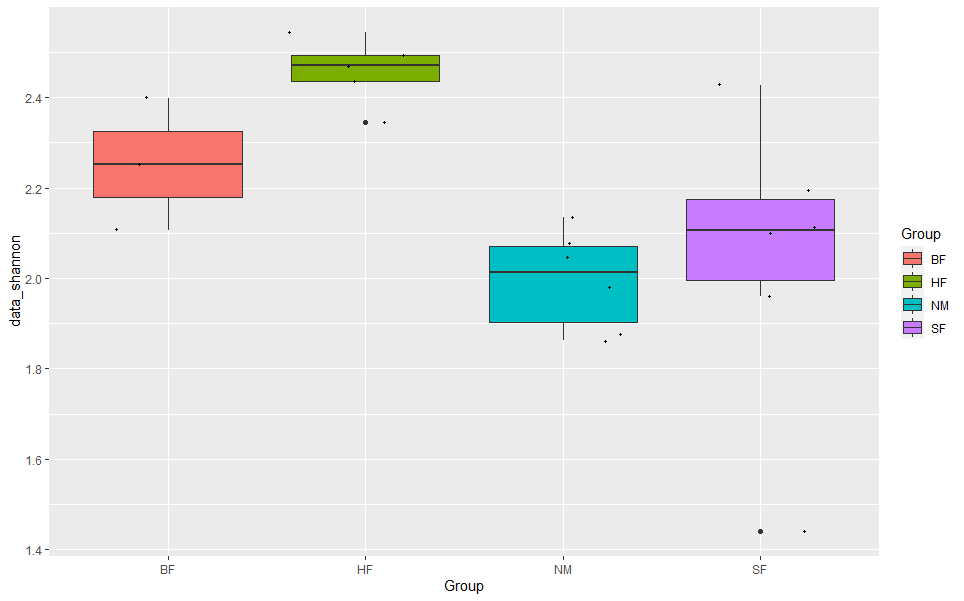 data_shannon
2.4
2.2
2.0
1.8
1.6
1.4
BF
HF
NM
SF
Group
Group
BF
HF
NM
SF